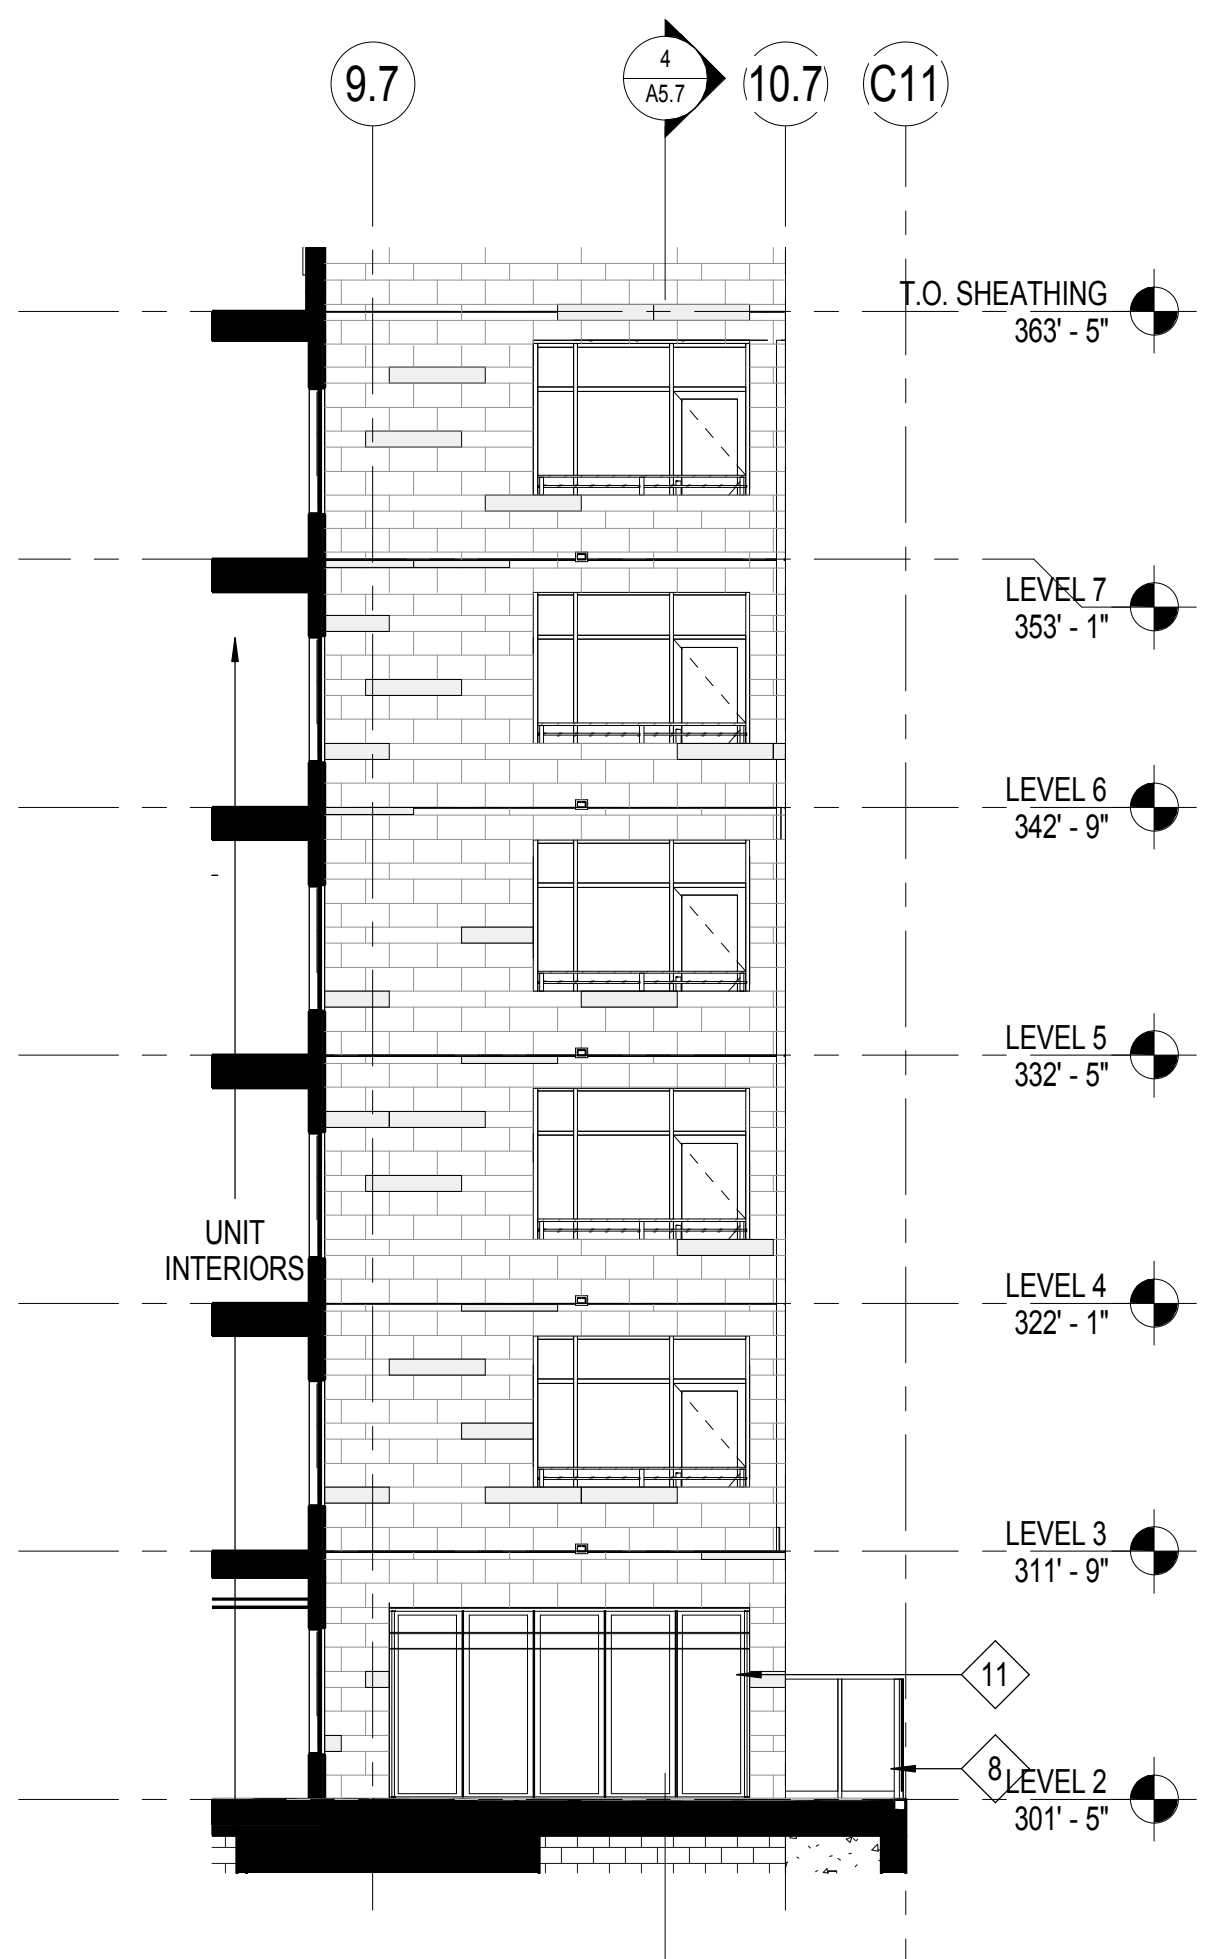 9.7
4
A5.7
10.7
C11
T.O. SHEATHING
363' - 5"
LEVEL 7
353' - 1"
LEVEL 6
342' - 9"
LEVEL 5
332' - 5"
UNIT
INTERIORS
LEVEL 4
322' - 1"
LEVEL 3
311' - 9"
11
8
LEVEL 2
301' - 5"